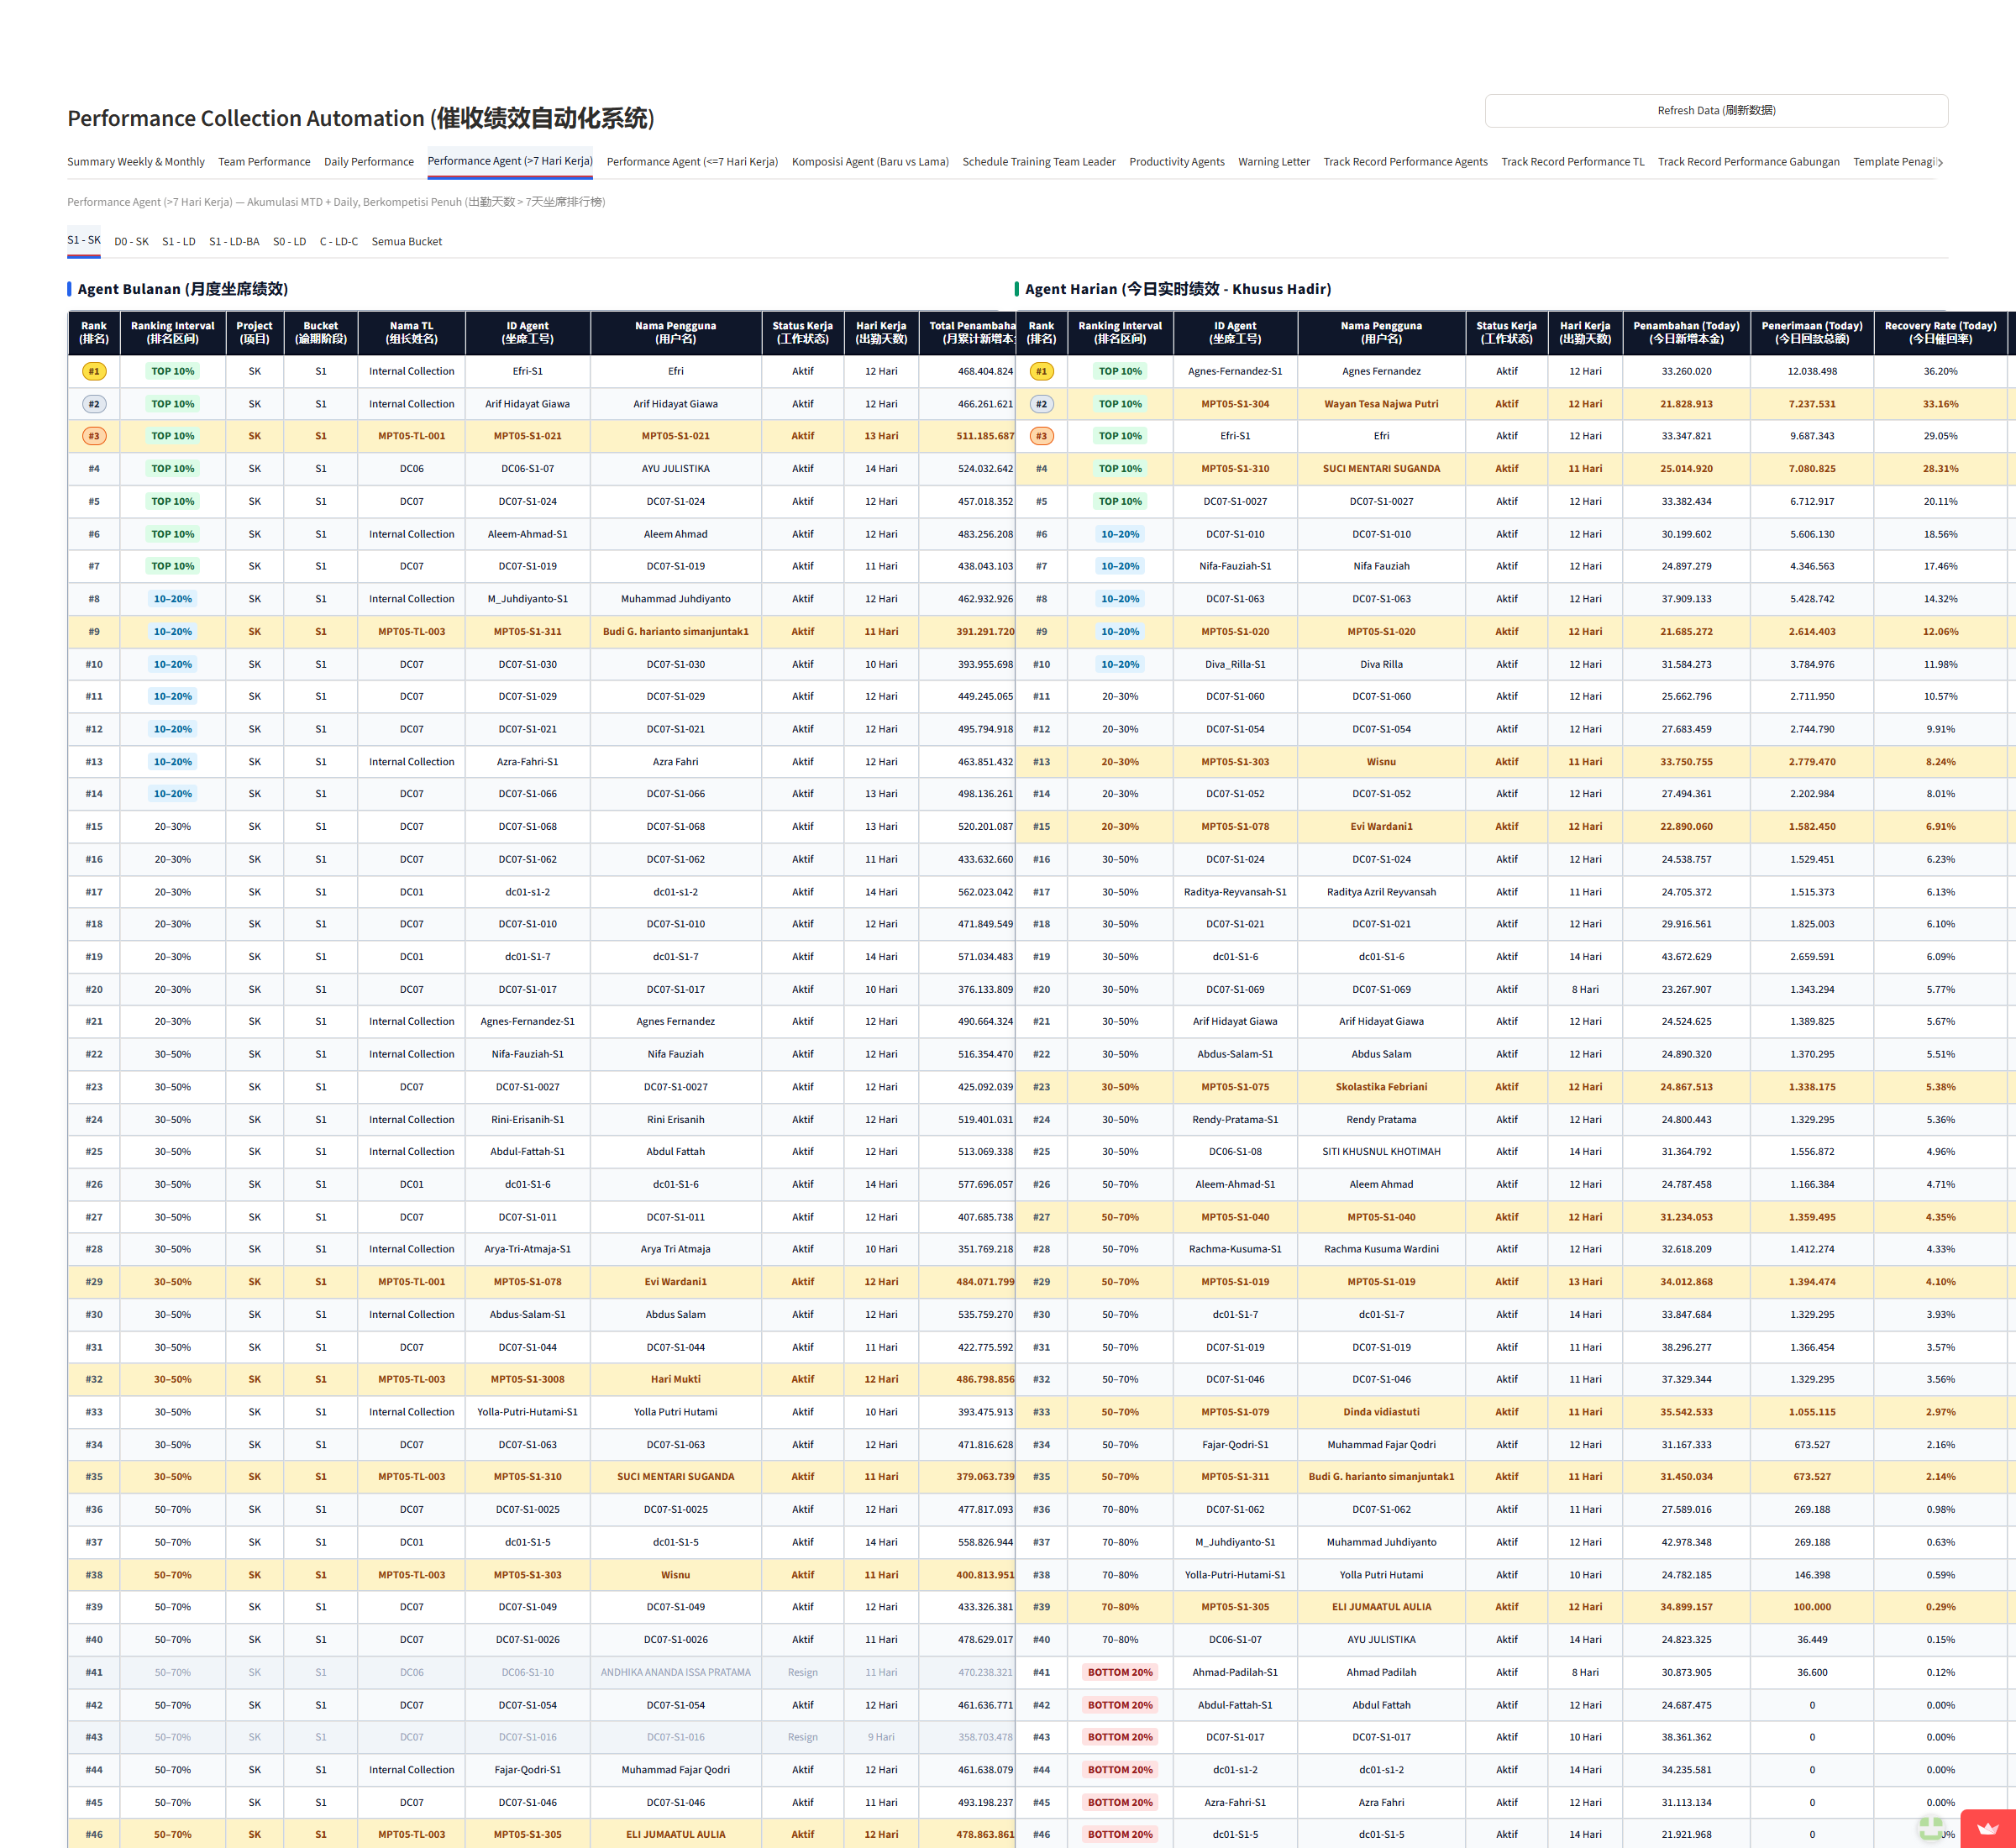 Performance Collection Automation (催收绩效自动化系统)
Refresh Data (刷新数据)
Summary Weekly & Monthly Team Performance Daily Performance Performance Agent (>7 Hari Kerja) Performance Agent (<=7 Hari Kerja) Komposisi Agent (Baru vs Lama) Schedule Training Team Leader Productivity Agents Warning Letter Track Record Performance Agents Track Record Performance TL Track Record Performance Gabungan Template Penagi
Performance Agent (>7 Hari Kerja) — Akumulasi MTD + Daily, Berkompetisi Penuh (出勤天数 > 7天坐席排行榜)
S1 - SK D0 - SK S1 - LD S1 - LD-BA S0 - LD C - LD-C Semua Bucket
Agent Bulanan (月度坐席绩效)
Rank Ranking Interval Project Bucket Nama TL ID Agent Nama Pengguna Status Kerja Hari Kerja Total Penambaha
(排名) (排名区间) (项目) (逾期阶段) (组长姓名) (坐席工号) (用户名) (工作状态) (出勤天数) (月累计新增本
#1 TOP 10% SK S1 Internal Collection Efri-S1 Efri Aktif 12 Hari 468.404.824
#2 TOP 10% SK S1 Internal Collection Arif Hidayat Giawa Arif Hidayat Giawa Aktif 12 Hari 466.261.621
#3 TOP 10% SK S1 MPT05-TL-001 MPT05-S1-021 MPT05-S1-021 Aktif 13 Hari 511.185.687
#4 TOP 10% SK S1 DC06 DC06-S1-07 AYU JULISTIKA Aktif 14 Hari 524.032.642
#5 TOP 10% SK S1 DC07 DC07-S1-024 DC07-S1-024 Aktif 12 Hari 457.018.352
#6 TOP 10% SK S1 Internal Collection Aleem-Ahmad-S1 Aleem Ahmad Aktif 12 Hari 483.256.208
#7 TOP 10% SK S1 DC07 DC07-S1-019 DC07-S1-019 Aktif 11 Hari 438.043.103
#8 10–20% SK S1 Internal Collection M_Juhdiyanto-S1 Muhammad Juhdiyanto Aktif 12 Hari 462.932.926
#9 10–20% SK S1 MPT05-TL-003 MPT05-S1-311 Budi G. harianto simanjuntak1 Aktif 11 Hari 391.291.720
#10 10–20% SK S1 DC07 DC07-S1-030 DC07-S1-030 Aktif 10 Hari 393.955.698
#11 10–20% SK S1 DC07 DC07-S1-029 DC07-S1-029 Aktif 12 Hari 449.245.065
#12 10–20% SK S1 DC07 DC07-S1-021 DC07-S1-021 Aktif 12 Hari 495.794.918
#13 10–20% SK S1 Internal Collection Azra-Fahri-S1 Azra Fahri Aktif 12 Hari 463.851.432
#14 10–20% SK S1 DC07 DC07-S1-066 DC07-S1-066 Aktif 13 Hari 498.136.261
#15 20–30% SK S1 DC07 DC07-S1-068 DC07-S1-068 Aktif 13 Hari 520.201.087
#16 20–30% SK S1 DC07 DC07-S1-062 DC07-S1-062 Aktif 11 Hari 433.632.660
#17 20–30% SK S1 DC01 dc01-s1-2 dc01-s1-2 Aktif 14 Hari 562.023.042
#18 20–30% SK S1 DC07 DC07-S1-010 DC07-S1-010 Aktif 12 Hari 471.849.549
#19 20–30% SK S1 DC01 dc01-S1-7 dc01-S1-7 Aktif 14 Hari 571.034.483
#20 20–30% SK S1 DC07 DC07-S1-017 DC07-S1-017 Aktif 10 Hari 376.133.809
#21 20–30% SK S1 Internal Collection Agnes-Fernandez-S1 Agnes Fernandez Aktif 12 Hari 490.664.324
#22 30–50% SK S1 Internal Collection Nifa-Fauziah-S1 Nifa Fauziah Aktif 12 Hari 516.354.470
#23 30–50% SK S1 DC07 DC07-S1-0027 DC07-S1-0027 Aktif 12 Hari 425.092.039
#24 30–50% SK S1 Internal Collection Rini-Erisanih-S1 Rini Erisanih Aktif 12 Hari 519.401.031
#25 30–50% SK S1 Internal Collection Abdul-Fattah-S1 Abdul Fattah Aktif 12 Hari 513.069.338
#26 30–50% SK S1 DC01 dc01-S1-6 dc01-S1-6 Aktif 14 Hari 577.696.057
#27 30–50% SK S1 DC07 DC07-S1-011 DC07-S1-011 Aktif 12 Hari 407.685.738
#28 30–50% SK S1 Internal Collection Arya-Tri-Atmaja-S1 Arya Tri Atmaja Aktif 10 Hari 351.769.218
#29 30–50% SK S1 MPT05-TL-001 MPT05-S1-078 Evi Wardani1 Aktif 12 Hari 484.071.799
#30 30–50% SK S1 Internal Collection Abdus-Salam-S1 Abdus Salam Aktif 12 Hari 535.759.270
#31 30–50% SK S1 DC07 DC07-S1-044 DC07-S1-044 Aktif 11 Hari 422.775.592
#32 30–50% SK S1 MPT05-TL-003 MPT05-S1-3008 Hari Mukti Aktif 12 Hari 486.798.856
#33 30–50% SK S1 Internal Collection Yolla-Putri-Hutami-S1 Yolla Putri Hutami Aktif 10 Hari 393.475.913
#34 30–50% SK S1 DC07 DC07-S1-063 DC07-S1-063 Aktif 12 Hari 471.816.628
#35 30–50% SK S1 MPT05-TL-003 MPT05-S1-310 SUCI MENTARI SUGANDA Aktif 11 Hari 379.063.739
#36 50–70% SK S1 DC07 DC07-S1-0025 DC07-S1-0025 Aktif 12 Hari 477.817.093
#37 50–70% SK S1 DC01 dc01-S1-5 dc01-S1-5 Aktif 14 Hari 558.826.944
#38 50–70% SK S1 MPT05-TL-003 MPT05-S1-303 Wisnu Aktif 11 Hari 400.813.951
#39 50–70% SK S1 DC07 DC07-S1-049 DC07-S1-049 Aktif 12 Hari 433.326.381
#40 50–70% SK S1 DC07 DC07-S1-0026 DC07-S1-0026 Aktif 11 Hari 478.629.017
#41 50–70% SK S1 DC06 DC06-S1-10 ANDHIKA ANANDA ISSA PRATAMA Resign 11 Hari 470.238.321
#42 50–70% SK S1 DC07 DC07-S1-054 DC07-S1-054 Aktif 12 Hari 461.636.771
#43 50–70% SK S1 DC07 DC07-S1-016 DC07-S1-016 Resign 9 Hari 358.703.478
#44 50–70% SK S1 Internal Collection Fajar-Qodri-S1 Muhammad Fajar Qodri Aktif 12 Hari 461.638.079
#45 50–70% SK S1 DC07 DC07-S1-046 DC07-S1-046 Aktif 11 Hari 493.198.237
#46 50–70% SK S1 MPT05-TL-003 MPT05-S1-305 ELI JUMAATUL AULIA Aktif 12 Hari 478.863.861
Agent Harian (今日实时绩效 - Khusus Hadir)
Rank Ranking Interval ID Agent Nama Pengguna Status Kerja Hari Kerja Penambahan (Today) Penerimaan (Today) Recovery Rate (Today)
(排名) (排名区间) (坐席工号) (用户名) (工作状态) (出勤天数) (今日新增本金) (今日回款总额) (今日催回率)
#1 TOP 10% Agnes-Fernandez-S1 Agnes Fernandez Aktif 12 Hari 33.260.020 12.038.498 36.20%
#2 TOP 10% MPT05-S1-304 Wayan Tesa Najwa Putri Aktif 12 Hari 21.828.913 7.237.531 33.16%
#3 TOP 10% Efri-S1 Efri Aktif 12 Hari 33.347.821 9.687.343 29.05%
#4 TOP 10% MPT05-S1-310 SUCI MENTARI SUGANDA Aktif 11 Hari 25.014.920 7.080.825 28.31%
#5 TOP 10% DC07-S1-0027 DC07-S1-0027 Aktif 12 Hari 33.382.434 6.712.917 20.11%
#6 10–20% DC07-S1-010 DC07-S1-010 Aktif 12 Hari 30.199.602 5.606.130 18.56%
#7 10–20% Nifa-Fauziah-S1 Nifa Fauziah Aktif 12 Hari 24.897.279 4.346.563 17.46%
#8 10–20% DC07-S1-063 DC07-S1-063 Aktif 12 Hari 37.909.133 5.428.742 14.32%
#9 10–20% MPT05-S1-020 MPT05-S1-020 Aktif 12 Hari 21.685.272 2.614.403 12.06%
#10 10–20% Diva_Rilla-S1 Diva Rilla Aktif 12 Hari 31.584.273 3.784.976 11.98%
#11 20–30% DC07-S1-060 DC07-S1-060 Aktif 12 Hari 25.662.796 2.711.950 10.57%
#12 20–30% DC07-S1-054 DC07-S1-054 Aktif 12 Hari 27.683.459 2.744.790 9.91%
#13 20–30% MPT05-S1-303 Wisnu Aktif 11 Hari 33.750.755 2.779.470 8.24%
#14 20–30% DC07-S1-052 DC07-S1-052 Aktif 12 Hari 27.494.361 2.202.984 8.01%
#15 20–30% MPT05-S1-078 Evi Wardani1 Aktif 12 Hari 22.890.060 1.582.450 6.91%
#16 30–50% DC07-S1-024 DC07-S1-024 Aktif 12 Hari 24.538.757 1.529.451 6.23%
#17 30–50% Raditya-Reyvansah-S1 Raditya Azril Reyvansah Aktif 11 Hari 24.705.372 1.515.373 6.13%
#18 30–50% DC07-S1-021 DC07-S1-021 Aktif 12 Hari 29.916.561 1.825.003 6.10%
#19 30–50% dc01-S1-6 dc01-S1-6 Aktif 14 Hari 43.672.629 2.659.591 6.09%
#20 30–50% DC07-S1-069 DC07-S1-069 Aktif 8 Hari 23.267.907 1.343.294 5.77%
#21 30–50% Arif Hidayat Giawa Arif Hidayat Giawa Aktif 12 Hari 24.524.625 1.389.825 5.67%
#22 30–50% Abdus-Salam-S1 Abdus Salam Aktif 12 Hari 24.890.320 1.370.295 5.51%
#23 30–50% MPT05-S1-075 Skolastika Febriani Aktif 12 Hari 24.867.513 1.338.175 5.38%
#24 30–50% Rendy-Pratama-S1 Rendy Pratama Aktif 12 Hari 24.800.443 1.329.295 5.36%
#25 30–50% DC06-S1-08 SITI KHUSNUL KHOTIMAH Aktif 14 Hari 31.364.792 1.556.872 4.96%
#26 50–70% Aleem-Ahmad-S1 Aleem Ahmad Aktif 12 Hari 24.787.458 1.166.384 4.71%
#27 50–70% MPT05-S1-040 MPT05-S1-040 Aktif 12 Hari 31.234.053 1.359.495 4.35%
#28 50–70% Rachma-Kusuma-S1 Rachma Kusuma Wardini Aktif 12 Hari 32.618.209 1.412.274 4.33%
#29 50–70% MPT05-S1-019 MPT05-S1-019 Aktif 13 Hari 34.012.868 1.394.474 4.10%
#30 50–70% dc01-S1-7 dc01-S1-7 Aktif 14 Hari 33.847.684 1.329.295 3.93%
#31 50–70% DC07-S1-019 DC07-S1-019 Aktif 11 Hari 38.296.277 1.366.454 3.57%
#32 50–70% DC07-S1-046 DC07-S1-046 Aktif 11 Hari 37.329.344 1.329.295 3.56%
#33 50–70% MPT05-S1-079 Dinda vidiastuti Aktif 11 Hari 35.542.533 1.055.115 2.97%
#34 50–70% Fajar-Qodri-S1 Muhammad Fajar Qodri Aktif 12 Hari 31.167.333 673.527 2.16%
#35 50–70% MPT05-S1-311 Budi G. harianto simanjuntak1 Aktif 11 Hari 31.450.034 673.527 2.14%
#36 70–80% DC07-S1-062 DC07-S1-062 Aktif 11 Hari 27.589.016 269.188 0.98%
#37 70–80% M_Juhdiyanto-S1 Muhammad Juhdiyanto Aktif 12 Hari 42.978.348 269.188 0.63%
#38 70–80% Yolla-Putri-Hutami-S1 Yolla Putri Hutami Aktif 10 Hari 24.782.185 146.398 0.59%
#39 70–80% MPT05-S1-305 ELI JUMAATUL AULIA Aktif 12 Hari 34.899.157 100.000 0.29%
#40 70–80% DC06-S1-07 AYU JULISTIKA Aktif 14 Hari 24.823.325 36.449 0.15%
#41 BOTTOM 20% Ahmad-Padilah-S1 Ahmad Padilah Aktif 8 Hari 30.873.905 36.600 0.12%
#42 BOTTOM 20% Abdul-Fattah-S1 Abdul Fattah Aktif 12 Hari 24.687.475 0 0.00%
#43 BOTTOM 20% DC07-S1-017 DC07-S1-017 Aktif 10 Hari 38.361.362 0 0.00%
#44 BOTTOM 20% dc01-s1-2 dc01-s1-2 Aktif 14 Hari 34.235.581 0 0.00%
#45 BOTTOM 20% Azra-Fahri-S1 Azra Fahri Aktif 12 Hari 31.113.134 0 0.00%
#46 BOTTOM 20% dc01-S1-5 dc01-S1-5 Aktif 14 Hari 21.921.968 0